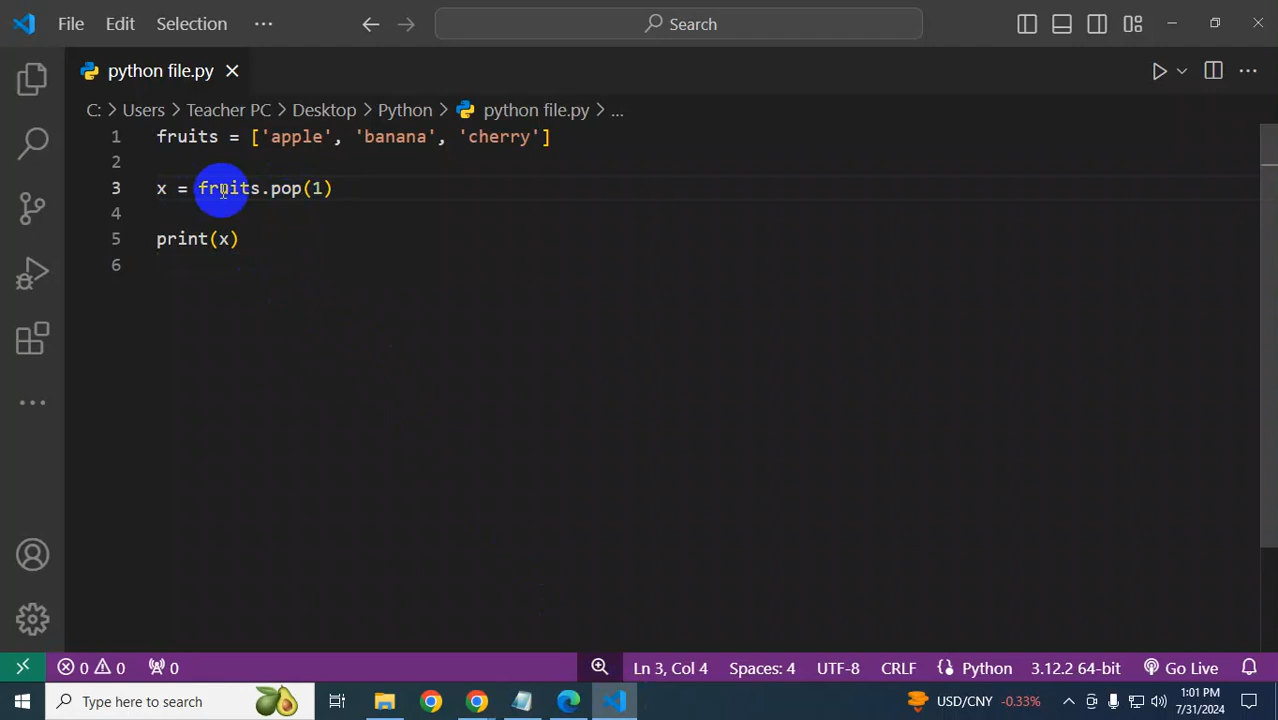 File Edit Selection ··· Search
python file.py
C: > Users > Teacher PC > Desktop > Python > python file.py > ...
1 fruits = ['apple', 'banana', 'cherry']
2
3 x = fruits.pop(1)
4
5 print(x)
6
0 0 0 Ln 3, Col 4 Spaces: 4 UTF-8 CRLF Python 3.12.2 64-bit Go Live
Type here to search USD/CNY -0.33% 1:01 PM
7/31/2024